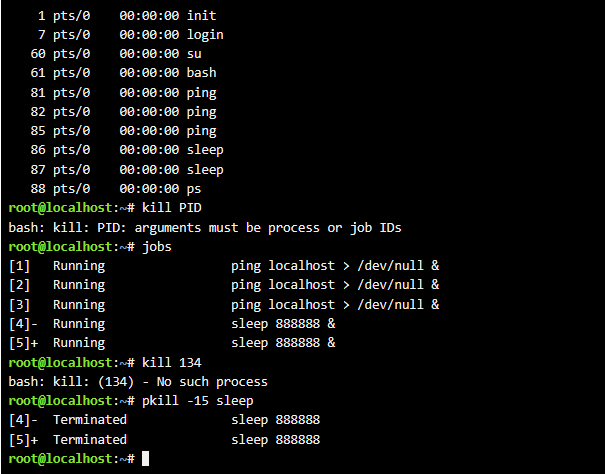 1 pts/0    00:00:00 init
7 pts/0    00:00:00 login
60 pts/0    00:00:00 su
61 pts/0    00:00:00 bash
81 pts/0    00:00:00 ping
82 pts/0    00:00:00 ping
85 pts/0    00:00:00 ping
86 pts/0    00:00:00 sleep
87 pts/0    00:00:00 sleep
88 pts/0    00:00:00 ps
root@localhost:~# kill PID
bash: kill: PID: arguments must be process or job IDs
root@localhost:~# jobs
[1]   Running                 ping localhost > /dev/null &
[2]   Running                 ping localhost > /dev/null &
[3]   Running                 ping localhost > /dev/null &
[4]-  Running                 sleep 888888 &
[5]+  Running                 sleep 888888 &
root@localhost:~# kill 134
bash: kill: (134) - No such process
root@localhost:~# pkill -15 sleep
[4]-  Terminated              sleep 888888
[5]+  Terminated              sleep 888888
root@localhost:~#